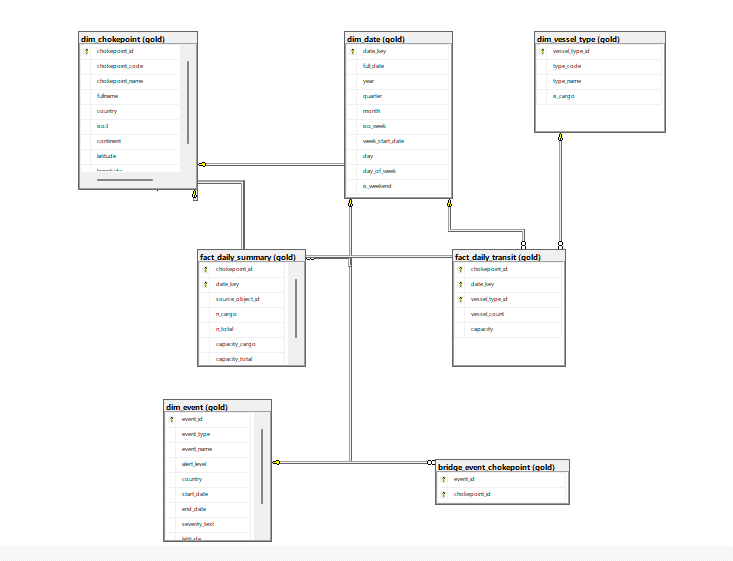 dim_chokepoint (gold)
chokepoint_id
chokepoint_code
chokepoint_name
fullname
country
iso3
continent
latitude
longitude
dim_date (gold)
date_key
full_date
year
quarter
month
iso_week
week_start_date
day
day_of_week
is_weekend
dim_vessel_type (gold)
vessel_type_id
type_code
type_name
is_cargo
fact_daily_summary (gold)
chokepoint_id
date_key
source_object_id
n_cargo
n_total
capacity_cargo
capacity_total
fact_daily_transit (gold)
chokepoint_id
date_key
vessel_type_id
vessel_count
capacity
dim_event (gold)
event_id
event_type
event_name
alert_level
country
start_date
end_date
severity_text
latitude
bridge_event_chokepoint (gold)
event_id
chokepoint_id